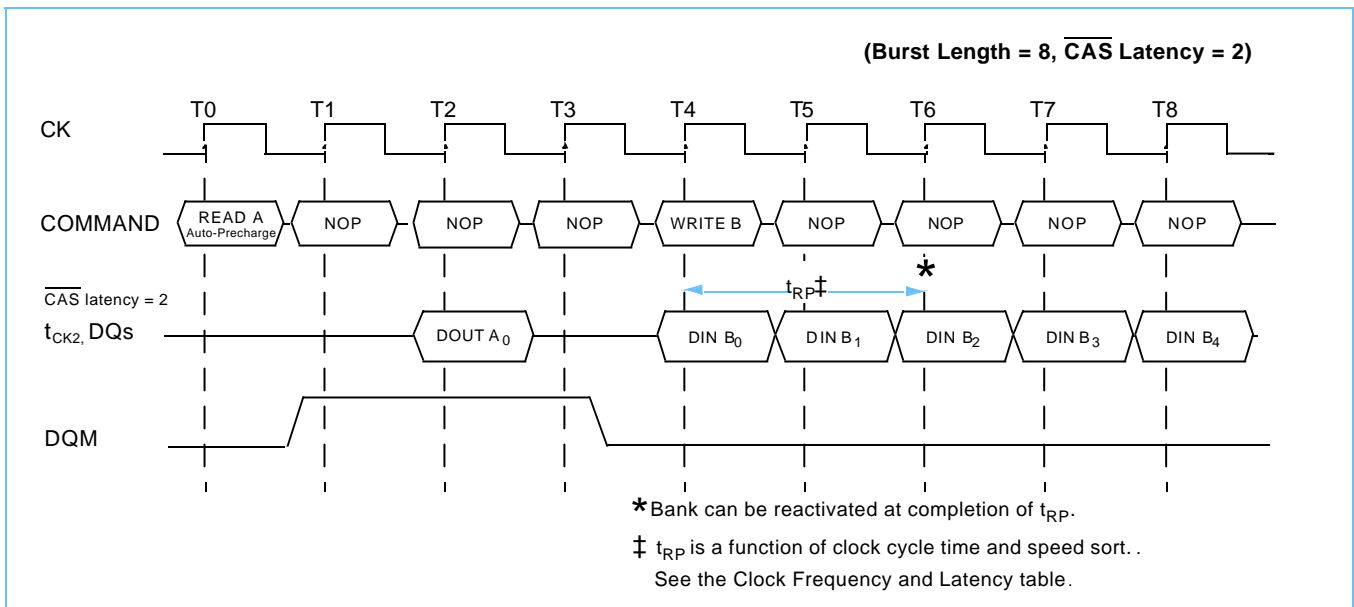 (Burst Length = 8, CAS Latency = 2)
T0 T1 T2 T3 T4 T5 T6 T7 T8
CK
COMMAND READ A Auto-Precharge NOP NOP NOP WRITE B NOP NOP NOP NOP
*
tRP‡
CAS latency = 2
tCK2, DQs DOUT A0 DIN B0 DIN B1 DIN B2 DIN B3 DIN B4
DQM
* Bank can be reactivated at completion of tRP.
‡ tRP is a function of clock cycle time and speed sort. .
See the Clock Frequency and Latency table.